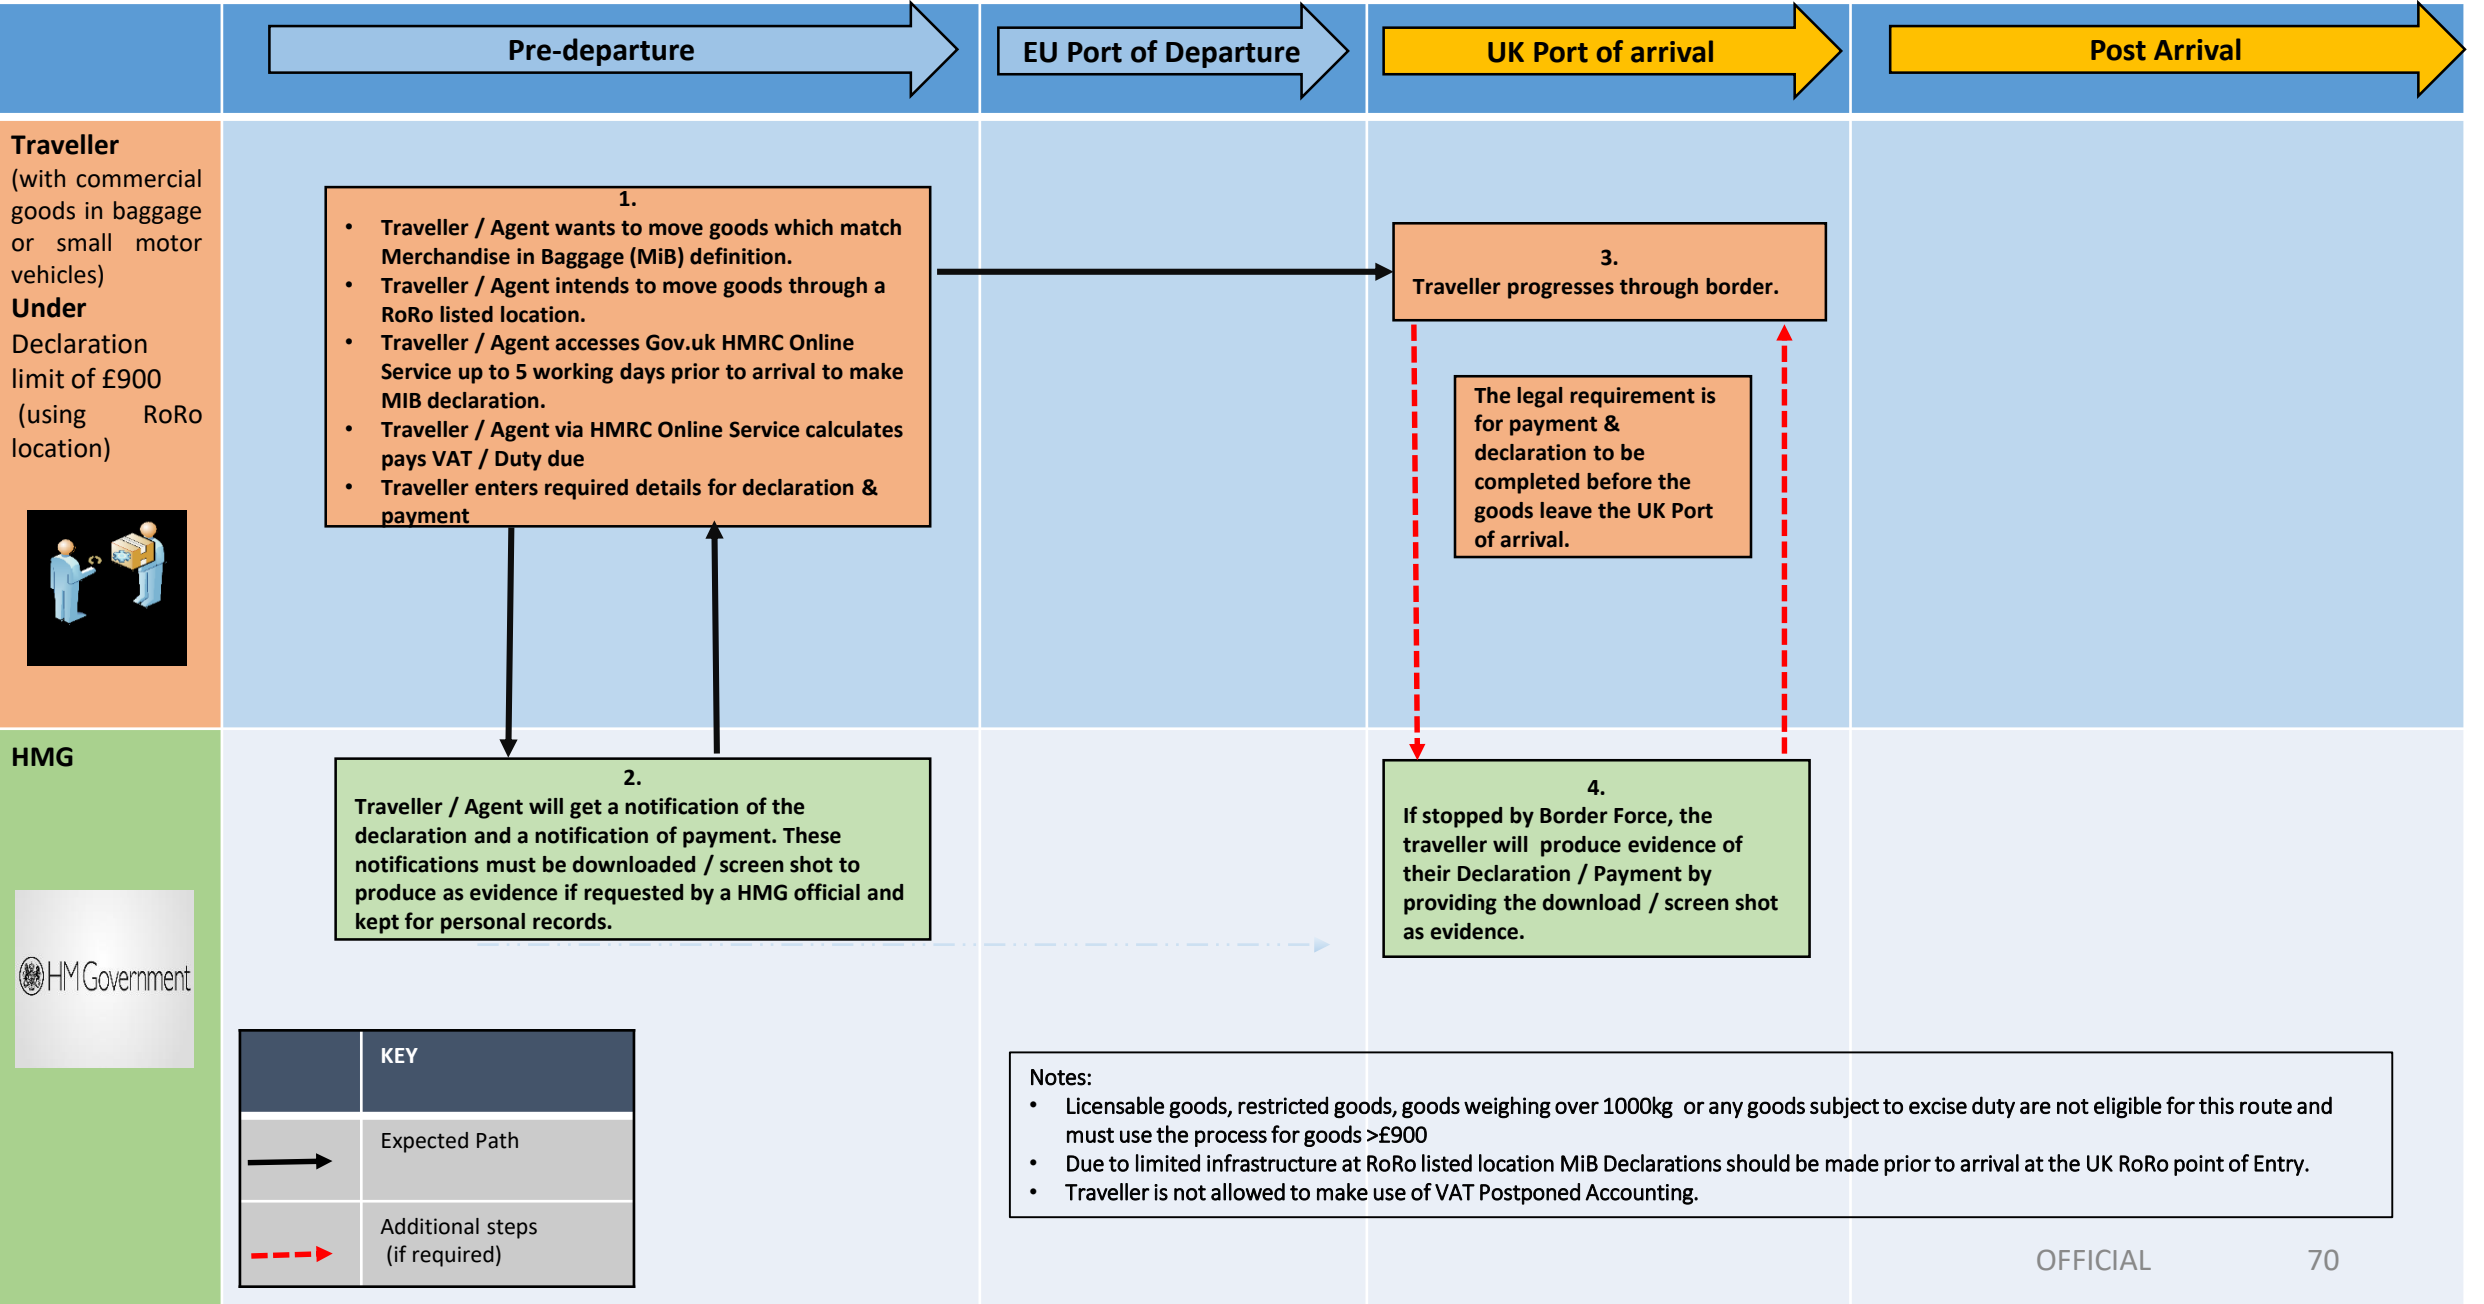 Pre-departure
EU Port of Departure
UK Port of arrival
Post Arrival
Traveller
(with commercial
goods in baggage
or small motor
vehicles)
Under
Declaration
limit of £900
(using RoRo
location)
1.
• Traveller / Agent wants to move goods which match
Merchandise in Baggage (MiB) definition.
• Traveller / Agent intends to move goods through a
RoRo listed location.
• Traveller / Agent accesses Gov.uk HMRC Online
Service up to 5 working days prior to arrival to make
MIB declaration.
• Traveller / Agent via HMRC Online Service calculates
pays VAT / Duty due
• Traveller enters required details for declaration &
payment
3.
Traveller progresses through border.
The legal requirement is
for payment &
declaration to be
completed before the
goods leave the UK Port
of arrival.
HMG
HM Government
2.
Traveller / Agent will get a notification of the
declaration and a notification of payment. These
notifications must be downloaded / screen shot to
produce as evidence if requested by a HMG official and
kept for personal records.
4.
If stopped by Border Force, the
traveller will produce evidence of
their Declaration / Payment by
providing the download / screen shot
as evidence.
KEY
Expected Path
Additional steps
(if required)
Notes:
• Licensable goods, restricted goods, goods weighing over 1000kg or any goods subject to excise duty are not eligible for this route and
must use the process for goods >£900
• Due to limited infrastructure at RoRo listed location MiB Declarations should be made prior to arrival at the UK RoRo point of Entry.
• Traveller is not allowed to make use of VAT Postponed Accounting.
OFFICIAL 70